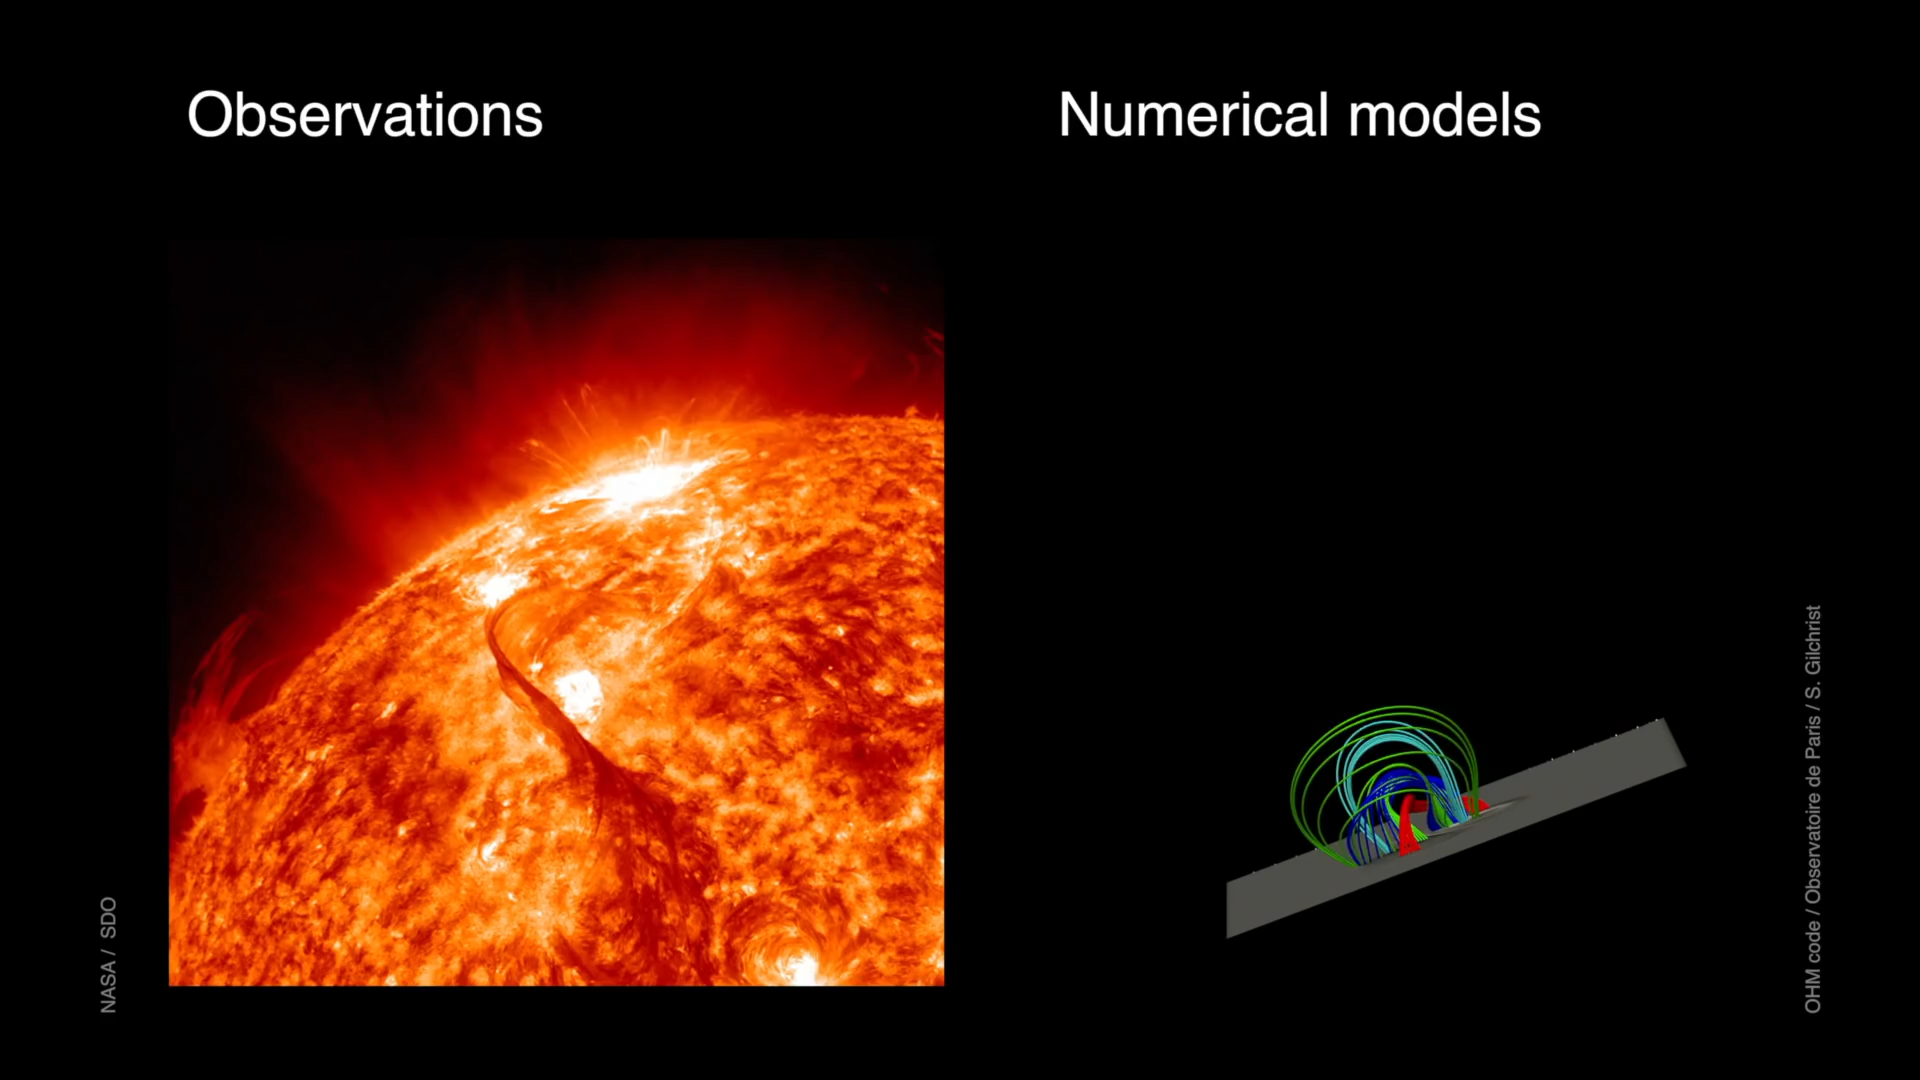 Observations
Numerical models
NASA / SDO
OHM code / Observatoire de Paris / S. Gilchrist